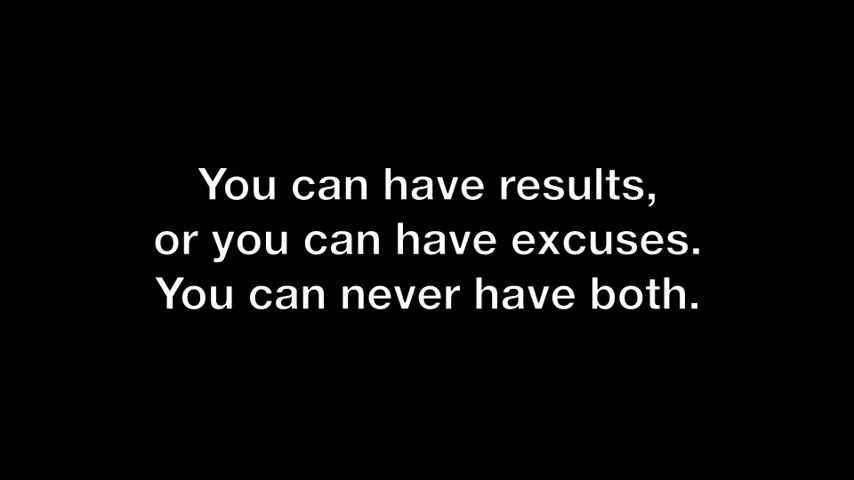 You can have results,
or you can have excuses.
You can never have both.